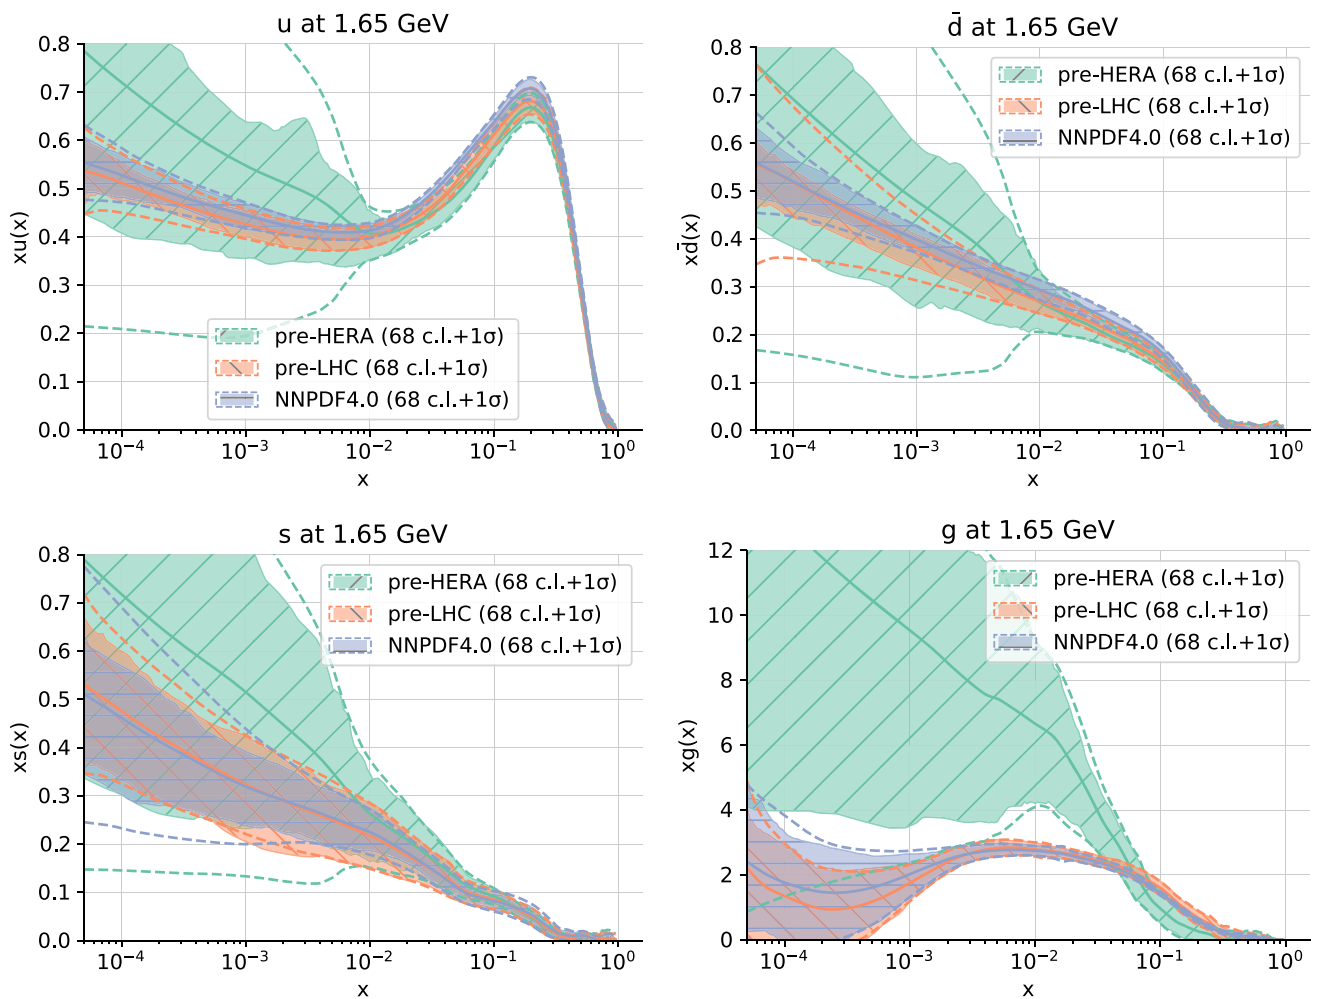 u at 1.65 GeV
0.8
0.7
0.6
0.5
0.4
0.3
0.2
0.1
0.0
xu(x)
pre-HERA (68 c.l.+1σ)
pre-LHC (68 c.l.+1σ)
NNPDF4.0 (68 c.l.+1σ)
10⁻⁴ 10⁻³ 10⁻² 10⁻¹ 10⁰
x
d̄ at 1.65 GeV
0.8
0.7
0.6
0.5
0.4
0.3
0.2
0.1
0.0
xd̄(x)
pre-HERA (68 c.l.+1σ)
pre-LHC (68 c.l.+1σ)
NNPDF4.0 (68 c.l.+1σ)
10⁻⁴ 10⁻³ 10⁻² 10⁻¹ 10⁰
x
s at 1.65 GeV
0.8
0.7
0.6
0.5
0.4
0.3
0.2
0.1
0.0
xs(x)
pre-HERA (68 c.l.+1σ)
pre-LHC (68 c.l.+1σ)
NNPDF4.0 (68 c.l.+1σ)
10⁻⁴ 10⁻³ 10⁻² 10⁻¹ 10⁰
x
g at 1.65 GeV
12
10
8
6
4
2
0
xg(x)
pre-HERA (68 c.l.+1σ)
pre-LHC (68 c.l.+1σ)
NNPDF4.0 (68 c.l.+1σ)
10⁻⁴ 10⁻³ 10⁻² 10⁻¹ 10⁰
x